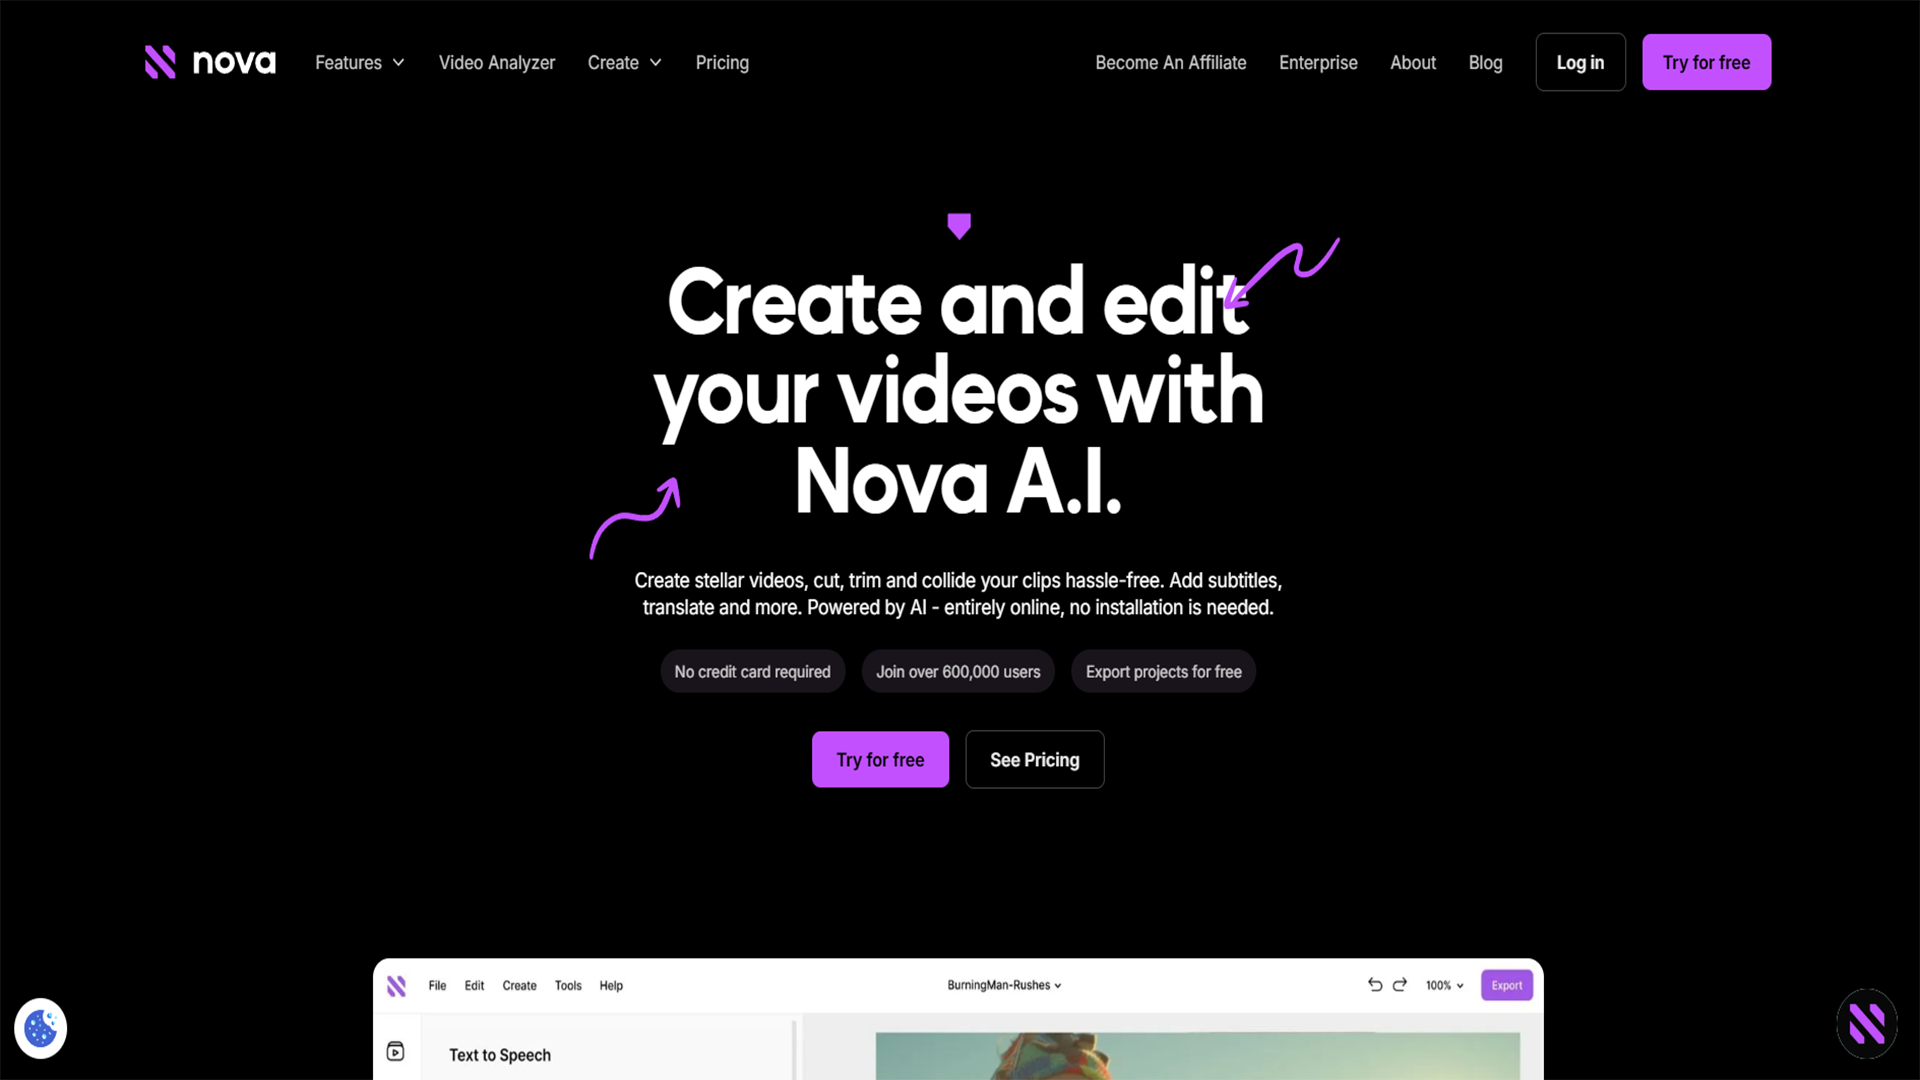 nova Features Video Analyzer Create Pricing Become An Affiliate Enterprise About Blog Log in Try for free
Create and edit
your videos with
Nova A.I.
Create stellar videos, cut, trim and collide your clips hassle-free. Add subtitles,
translate and more. Powered by AI - entirely online, no installation is needed.
No credit card required Join over 600,000 users Export projects for free
Try for free See Pricing
File Edit Create Tools Help BurningMan-Rushes 100% Export
Text to Speech